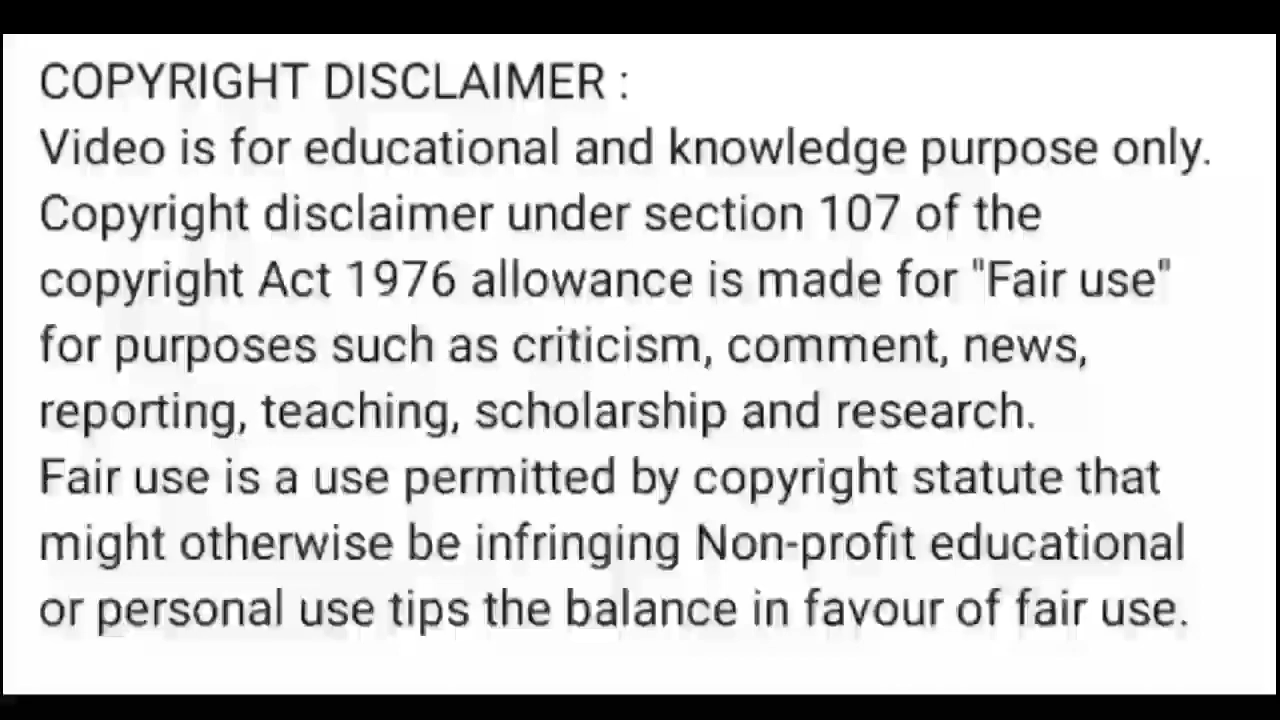 COPYRIGHT DISCLAIMER :
Video is for educational and knowledge purpose only.
Copyright disclaimer under section 107 of the
copyright Act 1976 allowance is made for "Fair use"
for purposes such as criticism, comment, news,
reporting, teaching, scholarship and research.
Fair use is a use permitted by copyright statute that
might otherwise be infringing Non-profit educational
or personal use tips the balance in favour of fair use.